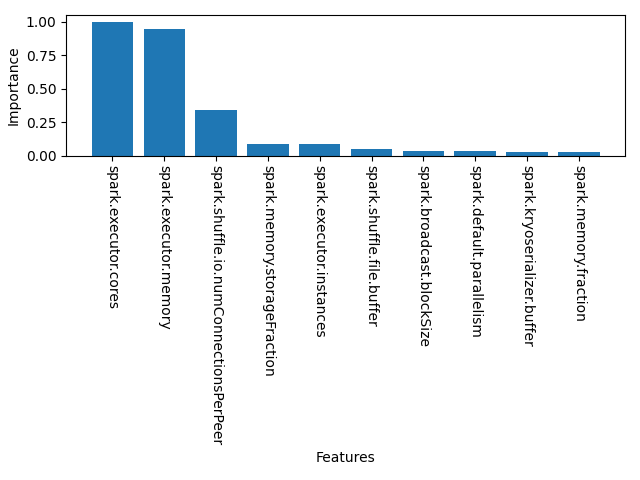 Importance
1.00
0.75
0.50
0.25
0.00
spark.executor.cores
spark.executor.memory
spark.shuffle.io.numConnectionsPerPeer
spark.memory.storageFraction
spark.executor.instances
spark.shuffle.file.buffer
spark.broadcast.blockSize
spark.default.parallelism
spark.kryoserializer.buffer
spark.memory.fraction
Features